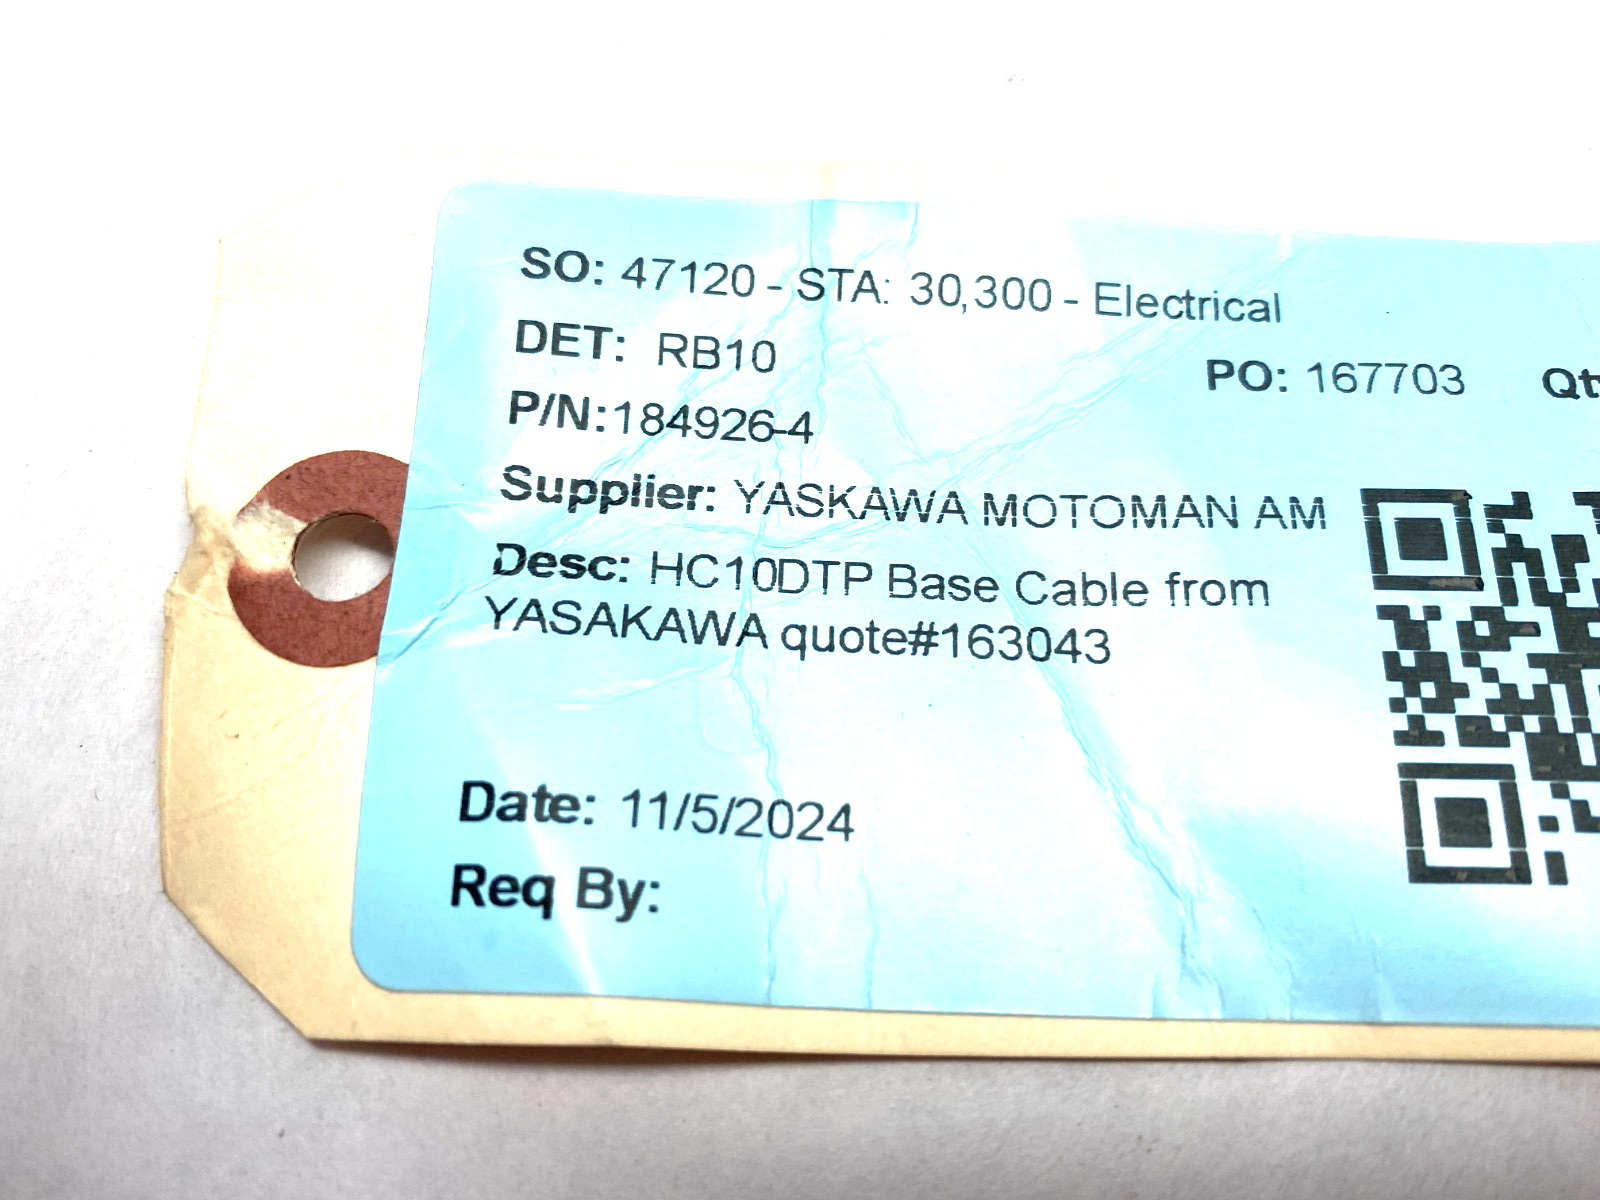 SO: 47120 - STA: 30,300 - Electrical
DET: RB10
PO: 167703 Qt
P/N:184926-4
Supplier: YASKAWA MOTOMAN AM
Desc: HC10DTP Base Cable from
YASAKAWA quote#163043
Date: 11/5/2024
Req By: